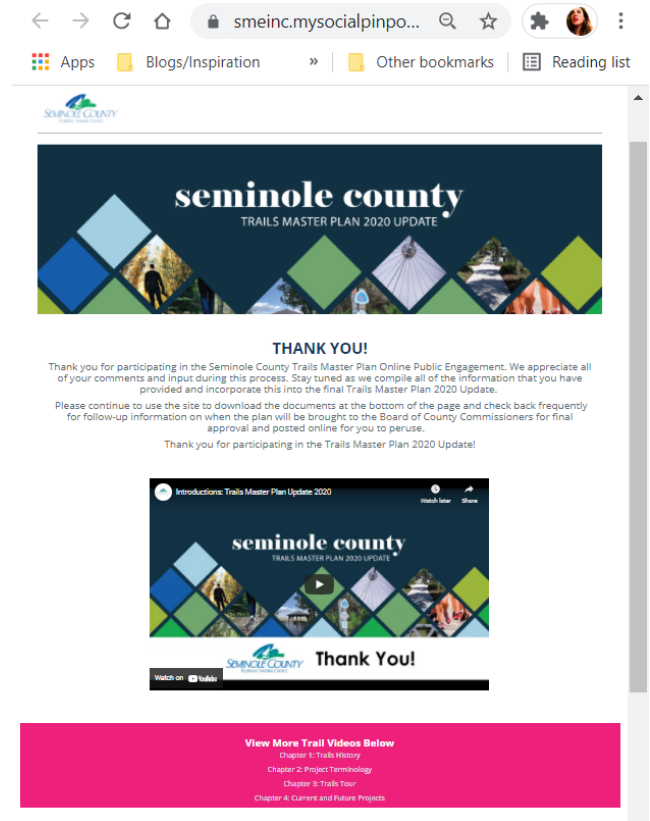 smeinc.mysocialpinpo...
Apps Blogs/Inspiration » Other bookmarks Reading list
SEMINOLE COUNTY
FLORIDA'S NATURAL CHOICE
seminole county
TRAILS MASTER PLAN 2020 UPDATE
THANK YOU!
Thank you for participating in the Seminole County Trails Master Plan Online Public Engagement. We appreciate all
of your comments and input during this process. Stay tuned as we compile all of the information that you have
provided and incorporate this into the final Trails Master Plan 2020 Update.
Please continue to use the site to download the documents at the bottom of the page and check back frequently
for follow-up information on when the plan will be brought to the Board of County Commissioners for final
approval and posted online for you to peruse.
Thank you for participating in the Trails Master Plan 2020 Update!
Introductions: Trails Master Plan Update 2020
Watch later Share
seminole county
TRAILS MASTER PLAN 2020 UPDATE
SEMINOLE COUNTY
FLORIDA'S NATURAL CHOICE
Thank You!
Watch on YouTube
View More Trail Videos Below
Chapter 1: Trails History
Chapter 2: Project Terminology
Chapter 3: Trails Tour
Chapter 4: Current and Future Projects